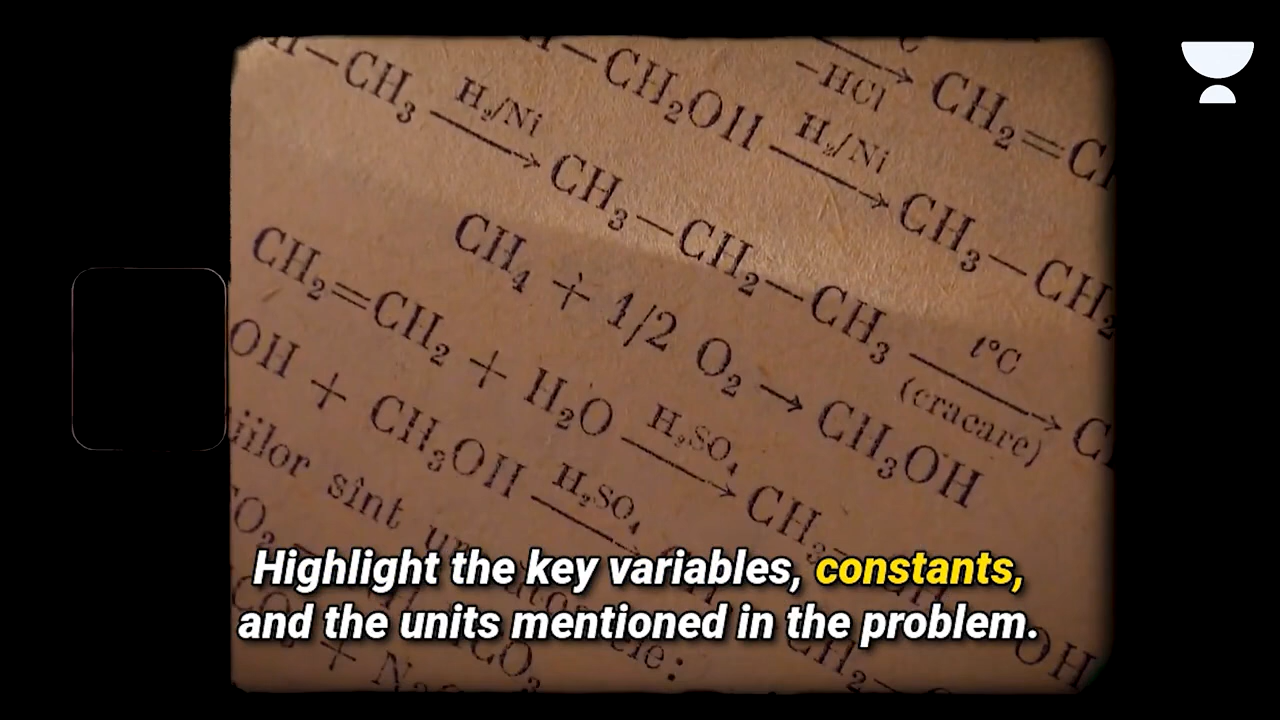 –HCl
CH₂=C
–CH₂OH H₂/Ni → CH₃–CH₂
–CH₃ H₂/Ni → CH₃–CH₂–CH₃ t°C (cracare) → C
CH₄ + 1/2 O₂ → CH₃OH
CH₂=CH₂ + H₂O H₂SO₄ → CH₃
OH + CH₃OH H₂SO₄
sînt
Highlight the key variables, constants,
and the units mentioned in the problem.